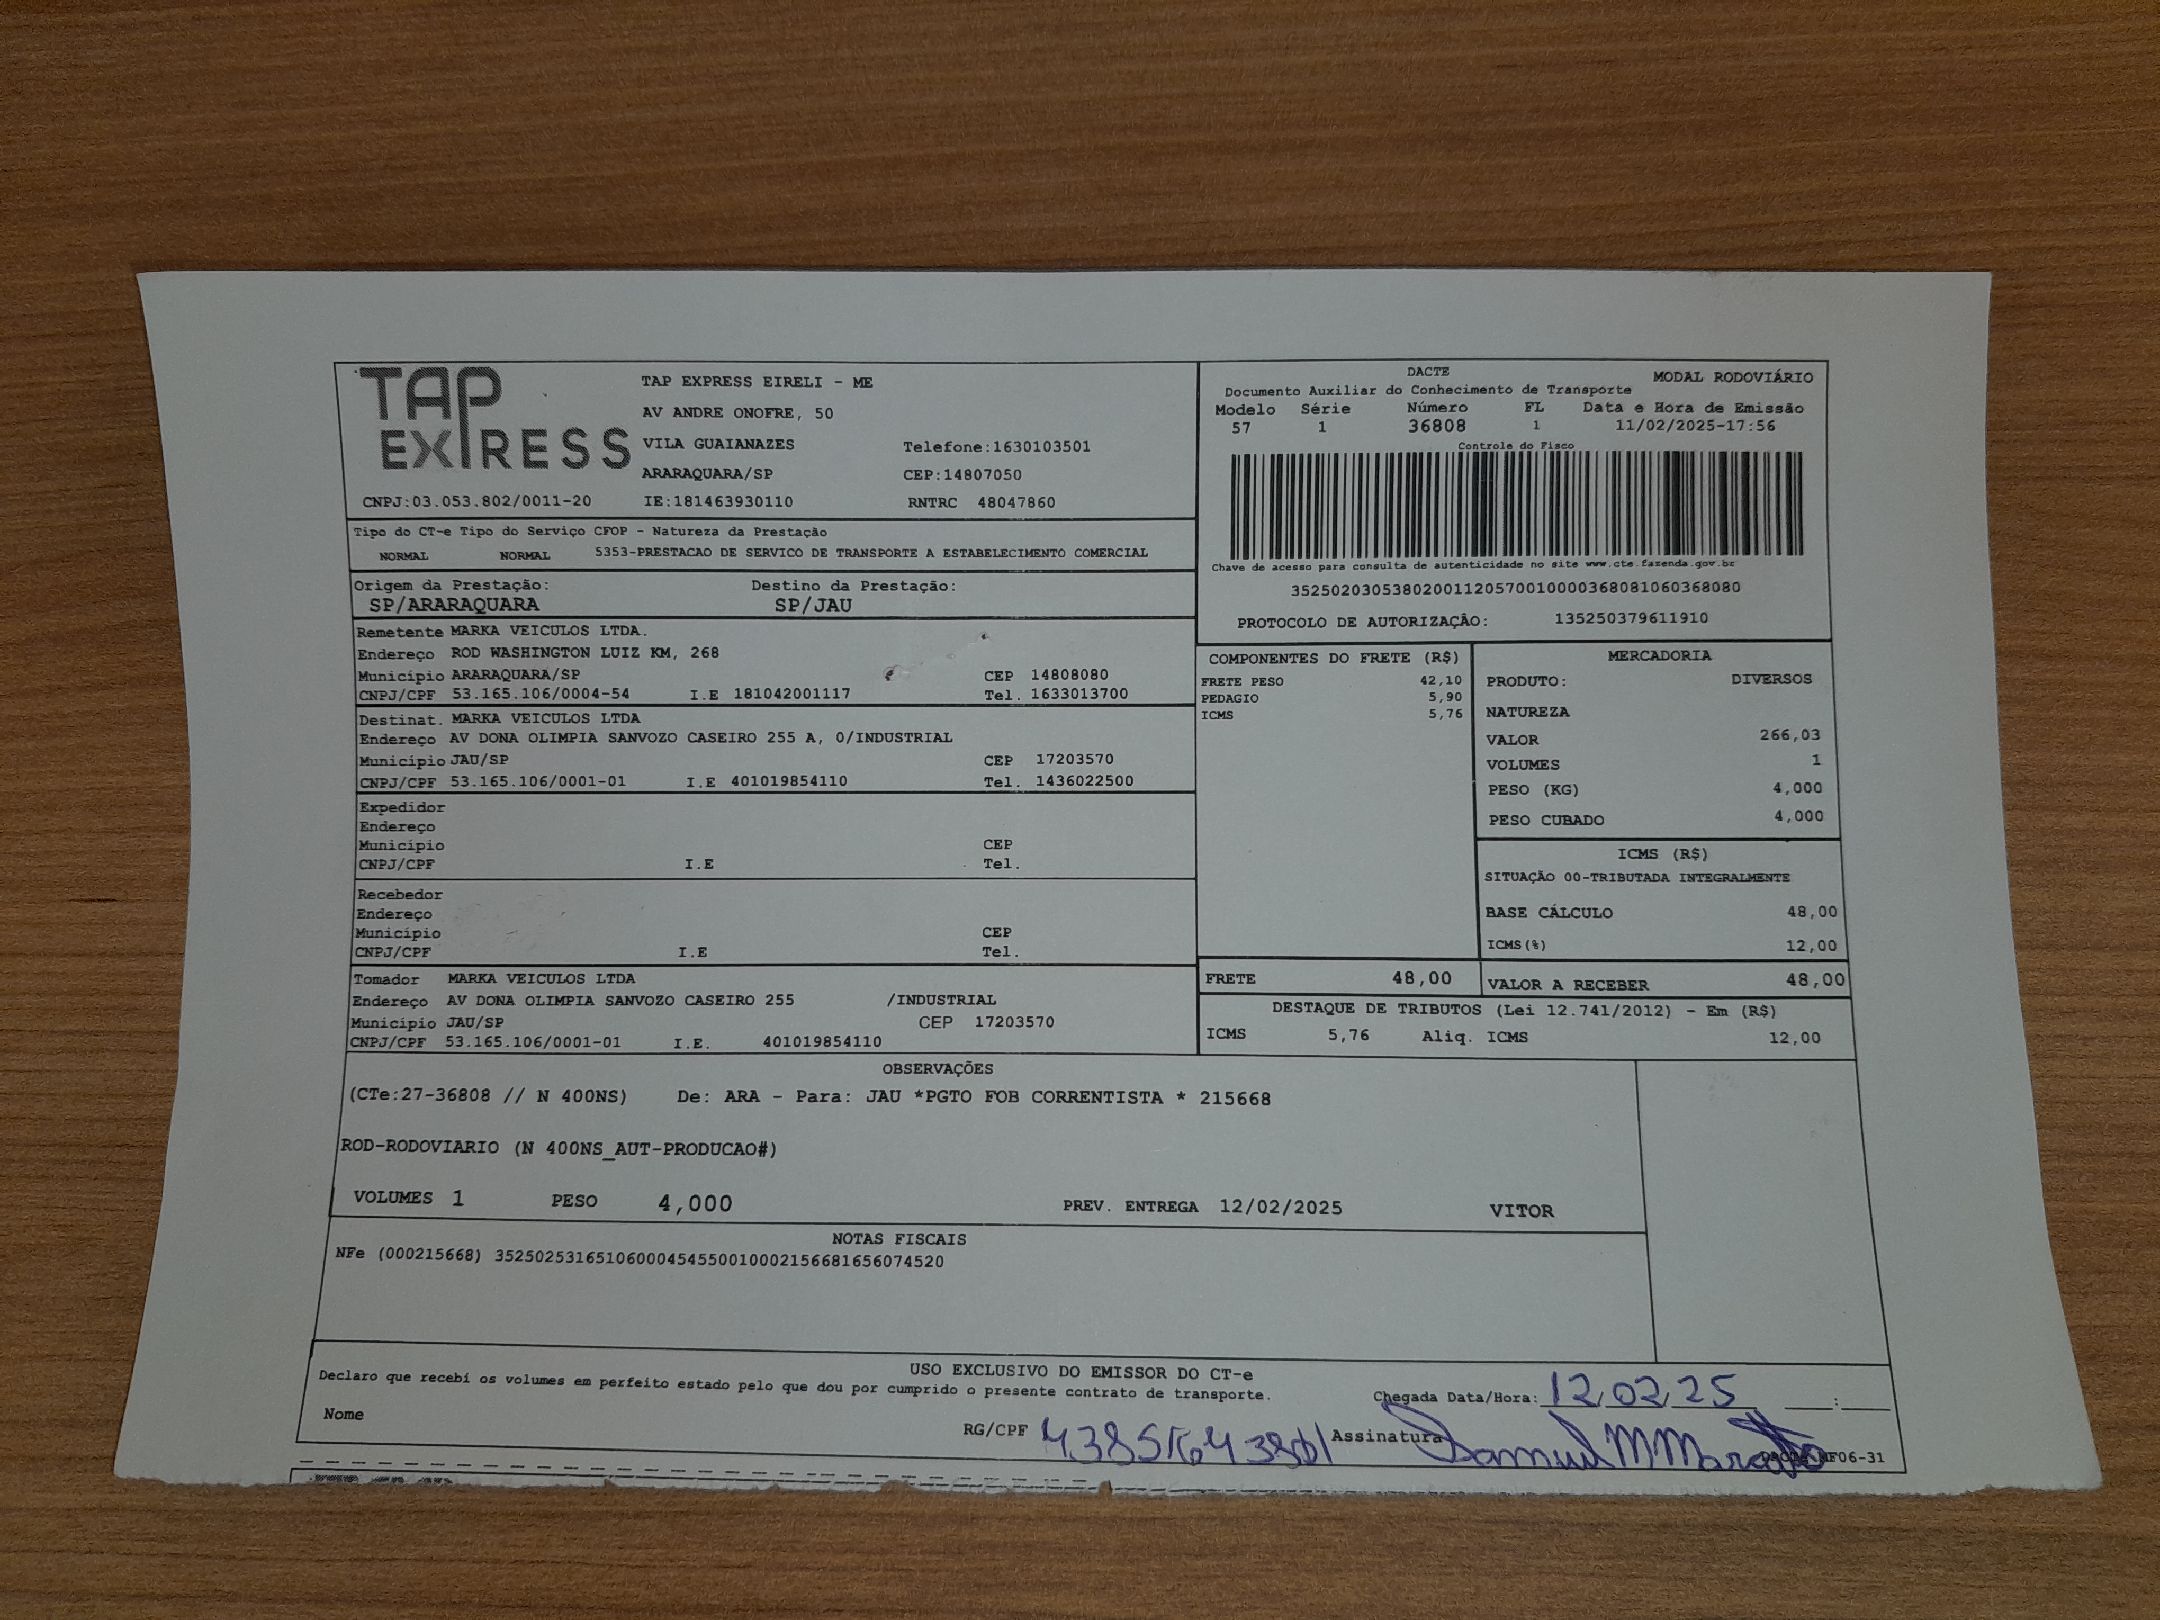 TAP
EXPRESS
TAP EXPRESS EIRELI - ME
AV ANDRE ONOFRE, 50
VILA GUAIANAZES Telefone:1630103501
ARARAQUARA/SP CEP:14807050
CNPJ:03.053.802/0011-20 IE:181463930110 RNTRC 48047860
DACTE
MODAL RODOVIÁRIO
Documento Auxiliar do Conhecimento de Transporte
Modelo Série Número FL Data e Hora de Emissão
57 1 36808 1 11/02/2025-17:56
Controle do Fisco
Chave de acesso para consulta de autenticidade no site www.cte.fazenda.gov.br
35250203053802001120570010000368081060368080
PROTOCOLO DE AUTORIZAÇÃO: 135250379611910
Tipo do CT-e Tipo do Serviço CFOP - Natureza da Prestação
NORMAL NORMAL 5353-PRESTACAO DE SERVICO DE TRANSPORTE A ESTABELECIMENTO COMERCIAL
Origem da Prestação: Destino da Prestação:
SP/ARARAQUARA SP/JAU
Remetente MARKA VEICULOS LTDA.
Endereço ROD WASHINGTON LUIZ KM, 268
Município ARARAQUARA/SP CEP 14808080
CNPJ/CPF 53.165.106/0004-54 I.E 181042001117 Tel. 1633013700
Destinat. MARKA VEICULOS LTDA
Endereço AV DONA OLIMPIA SANVOZO CASEIRO 255 A, 0/INDUSTRIAL
Município JAU/SP CEP 17203570
CNPJ/CPF 53.165.106/0001-01 I.E 401019854110 Tel. 1436022500
Expedidor
Endereço
Município CEP
CNPJ/CPF I.E Tel.
Recebedor
Endereço
Município CEP
CNPJ/CPF I.E Tel.
Tomador MARKA VEICULOS LTDA
Endereço AV DONA OLIMPIA SANVOZO CASEIRO 255 /INDUSTRIAL
Município JAU/SP CEP 17203570
CNPJ/CPF 53.165.106/0001-01 I.E. 401019854110
COMPONENTES DO FRETE (R$)
FRETE PESO 42,10
PEDAGIO 5,90
ICMS 5,76
MERCADORIA
PRODUTO: DIVERSOS
NATUREZA
VALOR 266,03
VOLUMES 1
PESO (KG) 4,000
PESO CUBADO 4,000
ICMS (R$)
SITUAÇÃO 00-TRIBUTADA INTEGRALMENTE
BASE CÁLCULO 48,00
ICMS(%) 12,00
FRETE 48,00 VALOR A RECEBER 48,00
DESTAQUE DE TRIBUTOS (Lei 12.741/2012) - Em (R$)
ICMS 5,76 Aliq. ICMS 12,00
OBSERVAÇÕES
(CTe:27-36808 // N 400NS) De: ARA - Para: JAU *PGTO FOB CORRENTISTA * 215668
ROD-RODOVIARIO (N 400NS_AUT-PRODUCAO#)
VOLUMES 1 PESO 4,000 PREV. ENTREGA 12/02/2025 VITOR
NOTAS FISCAIS
NFe (000215668) 35250253165106000454550010002156681656074520
USO EXCLUSIVO DO EMISSOR DO CT-e
Declaro que recebi os volumes em perfeito estado pelo que dou por cumprido o presente contrato de transporte.
Chegada Data/Hora: 12/02/25 :
Nome RG/CPF Assinatura